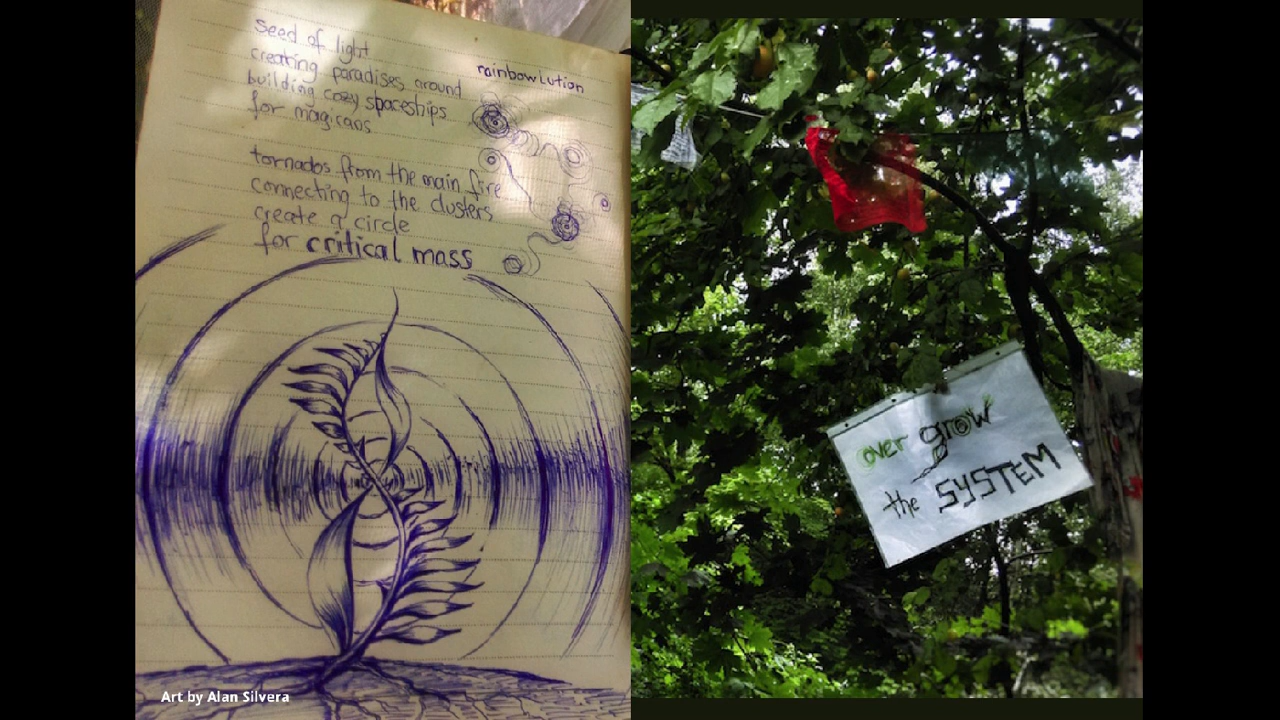 seed of light
creating paradises around
building cozy spaceships
for magicaos
rainbowLution
tornados from the main fire
connecting to the clusters
create a circle
for critical mass
Art by Alan Silvera
over grow
the SYSTEM